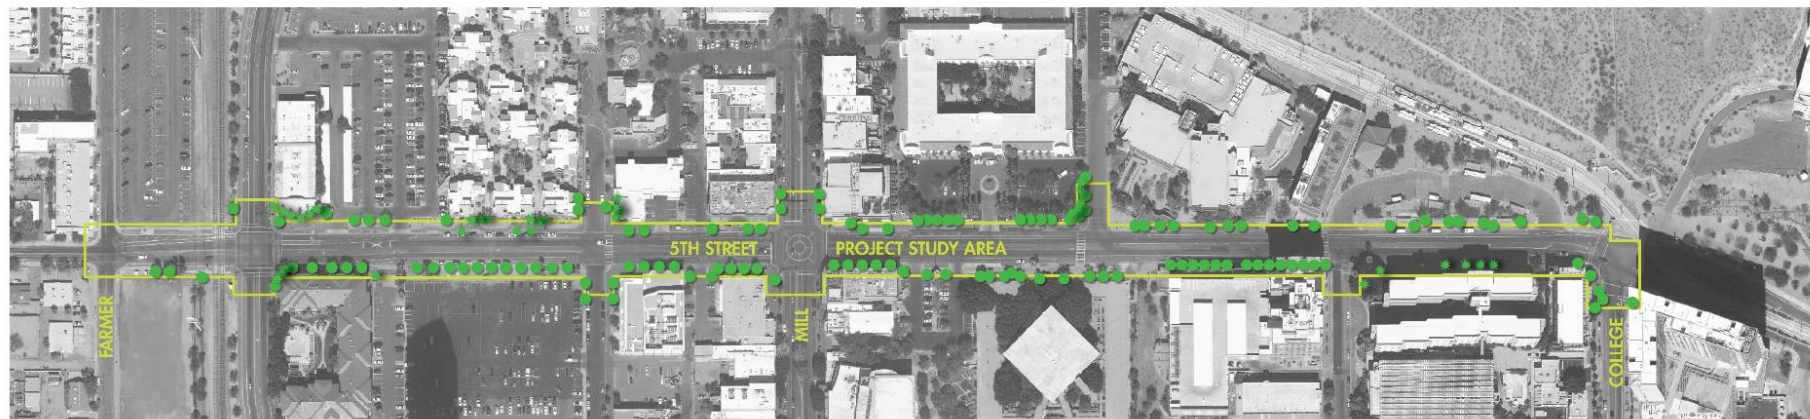 5TH STREET
PROJECT STUDY AREA
FARMER
MILL
COLLEGE